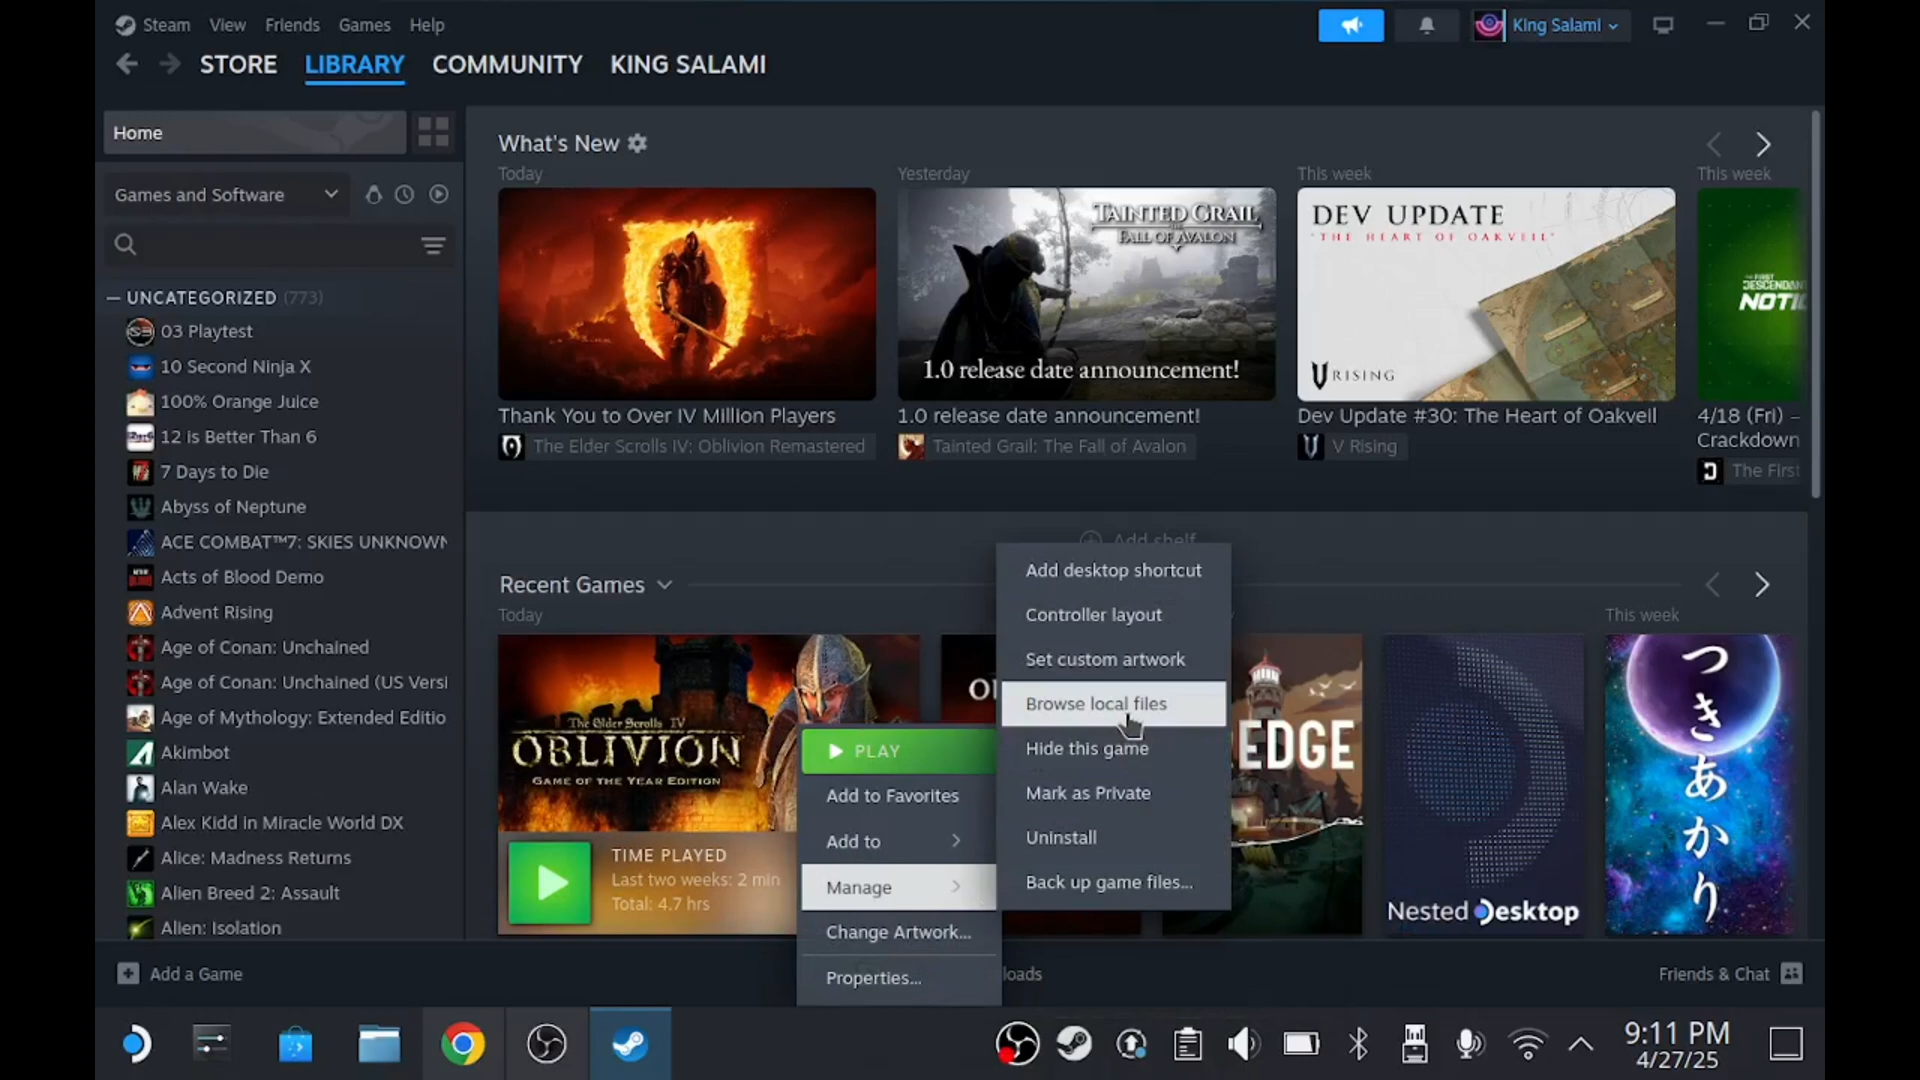 Steam View Friends Games Help
King Salami
STORE LIBRARY COMMUNITY KING SALAMI
Home
Games and Software
UNCATEGORIZED (773)
03 Playtest
10 Second Ninja X
100% Orange Juice
12 is Better Than 6
7 Days to Die
Abyss of Neptune
ACE COMBAT™7: SKIES UNKNOWN
Acts of Blood Demo
Advent Rising
Age of Conan: Unchained
Age of Conan: Unchained (US Versi
Age of Mythology: Extended Editio
Akimbot
Alan Wake
Alex Kidd in Miracle World DX
Alice: Madness Returns
Alien Breed 2: Assault
Alien: Isolation
What's New
Today
Yesterday
This week
This week
TAINTED GRAIL
THE
FALL OF AVALON
1.0 release date announcement!
DEV UPDATE
"THE HEART OF OAKVEIL"
V RISING
THE FIRST
DESCENDAN
NOTIC
Thank You to Over IV Million Players
The Elder Scrolls IV: Oblivion Remastered
1.0 release date announcement!
Tainted Grail: The Fall of Avalon
Dev Update #30: The Heart of Oakveil
V Rising
4/18 (Fri) –
Crackdown
The First
Add shelf
Recent Games
Today
This week
The Elder Scrolls IV
OBLIVION
GAME OF THE YEAR EDITION
TIME PLAYED
Last two weeks: 2 min
Total: 4.7 hrs
PLAY
Add to Favorites
Add to
Manage
Change Artwork...
Properties...
Add desktop shortcut
Controller layout
Set custom artwork
Browse local files
Hide this game
Mark as Private
Uninstall
Back up game files...
EDGE
Nested Desktop
つきあかり
Add a Game
loads
Friends & Chat
9:11 PM
4/27/25